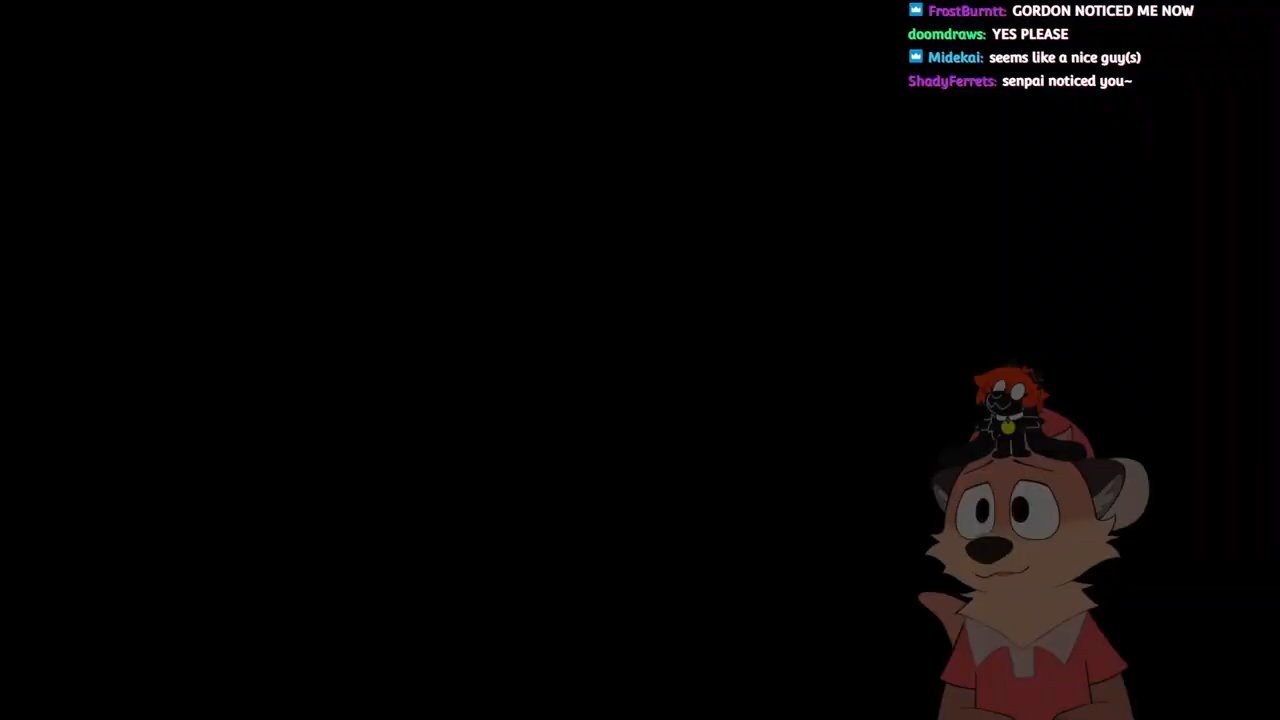 FrostBurntt: GORDON NOTICED ME NOW
doomdraws: YES PLEASE
Midekai: seems like a nice guy(s)
ShadyFerrets: senpai noticed you~